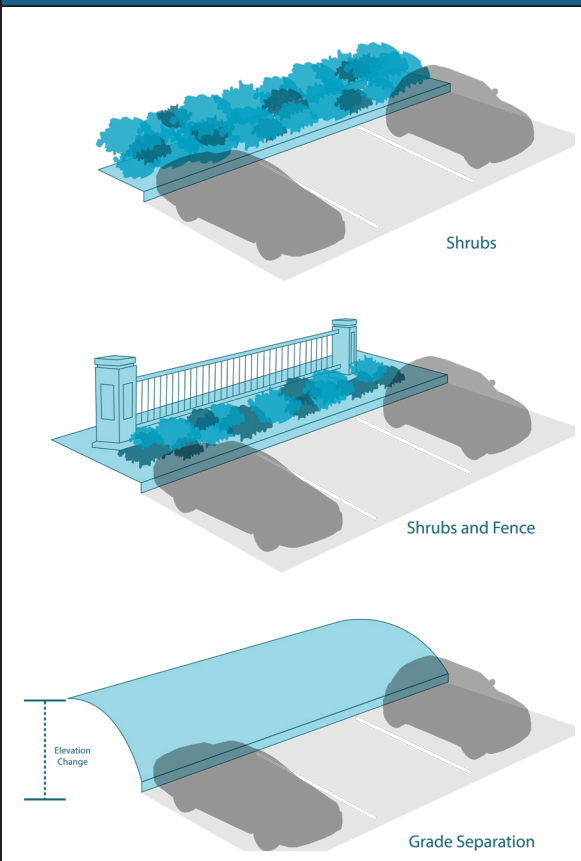 Shrubs
Shrubs and Fence
Elevation
Change
Grade Separation